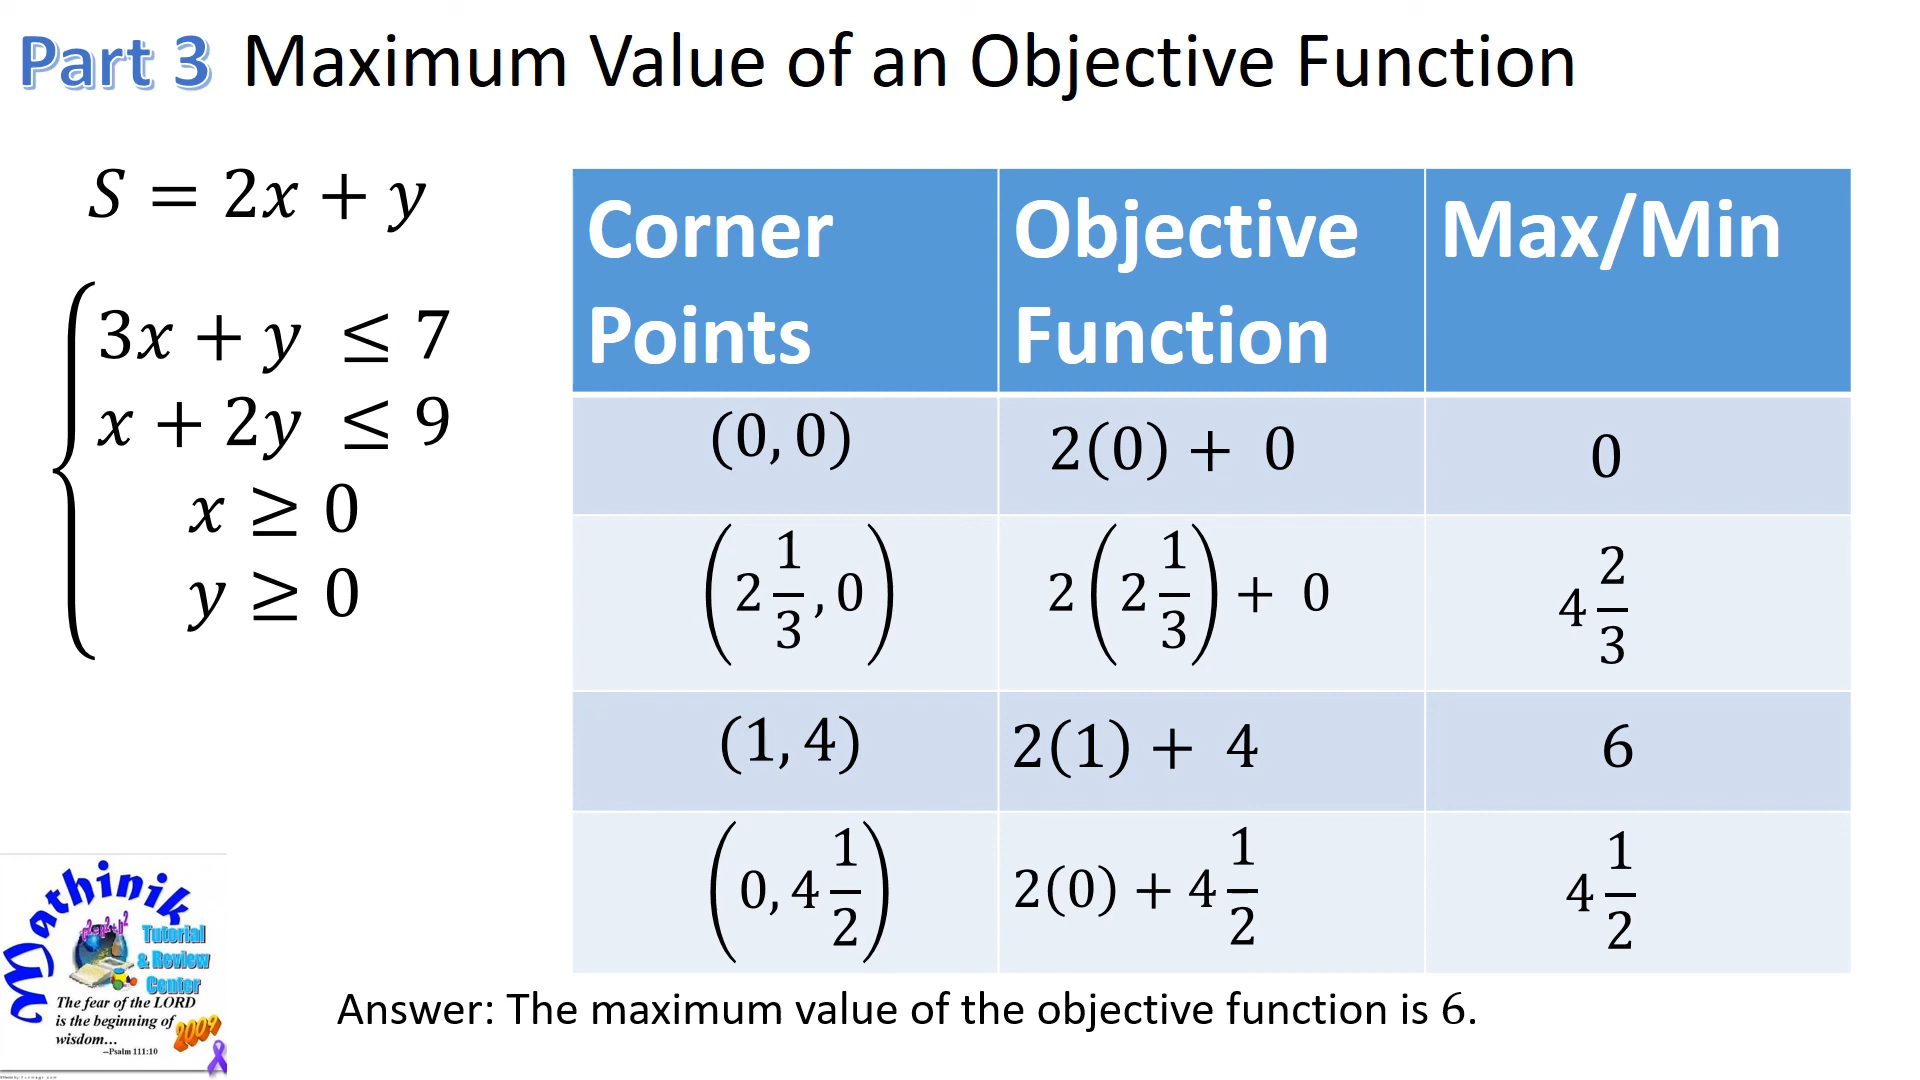 Part 3 Maximum Value of an Objective Function
S = 2x + y
3x + y ≤ 7
x + 2y ≤ 9
x ≥ 0
y ≥ 0
Corner Points Objective Function Max/Min
(0, 0) 2(0) + 0 0
(2 1/3, 0) 2(2 1/3) + 0 4 2/3
(1, 4) 2(1) + 4 6
(0, 4 1/2) 2(0) + 4 1/2 4 1/2
Answer: The maximum value of the objective function is 6.
Mathinik
Tutorial
& Review
Center
The fear of the LORD
is the beginning of
wisdom...
--Psalm 111:10
2009